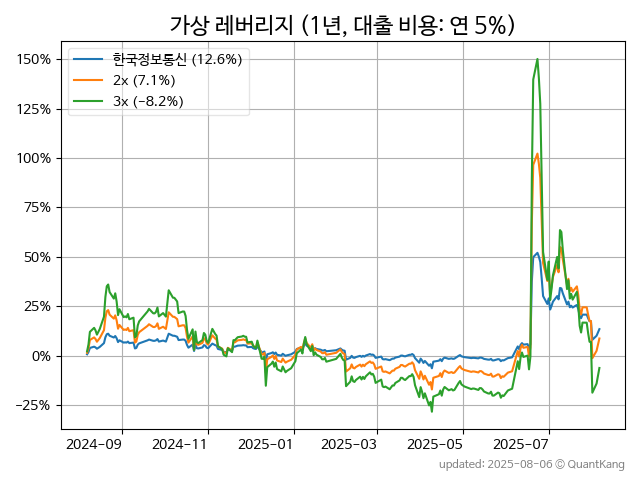 가상 레버리지 (1년, 대출 비용: 연 5%)
한국정보통신 (12.6%)
2x (7.1%)
3x (-8.2%)
150%
125%
100%
75%
50%
25%
0%
−25%
2024-09
2024-11
2025-01
2025-03
2025-05
2025-07
updated: 2025-08-06 © QuantKang